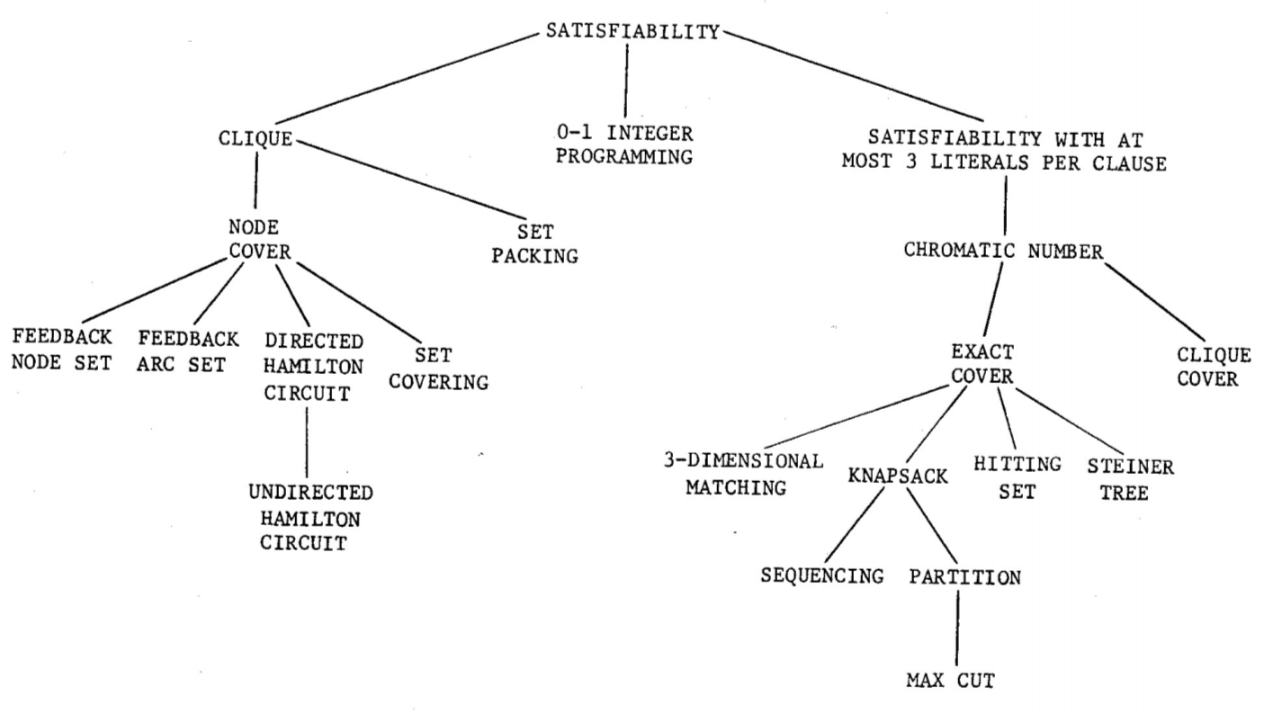 SATISFIABILITY
CLIQUE
0-1 INTEGER
PROGRAMMING
SATISFIABILITY WITH AT
MOST 3 LITERALS PER CLAUSE
NODE
COVER
SET
PACKING
CHROMATIC NUMBER
FEEDBACK
NODE SET
FEEDBACK
ARC SET
DIRECTED
HAMILTON
CIRCUIT
SET
COVERING
EXACT
COVER
CLIQUE
COVER
3-DIMENSIONAL
MATCHING
KNAPSACK
HITTING
SET
STEINER
TREE
UNDIRECTED
HAMILTON
CIRCUIT
SEQUENCING
PARTITION
MAX CUT